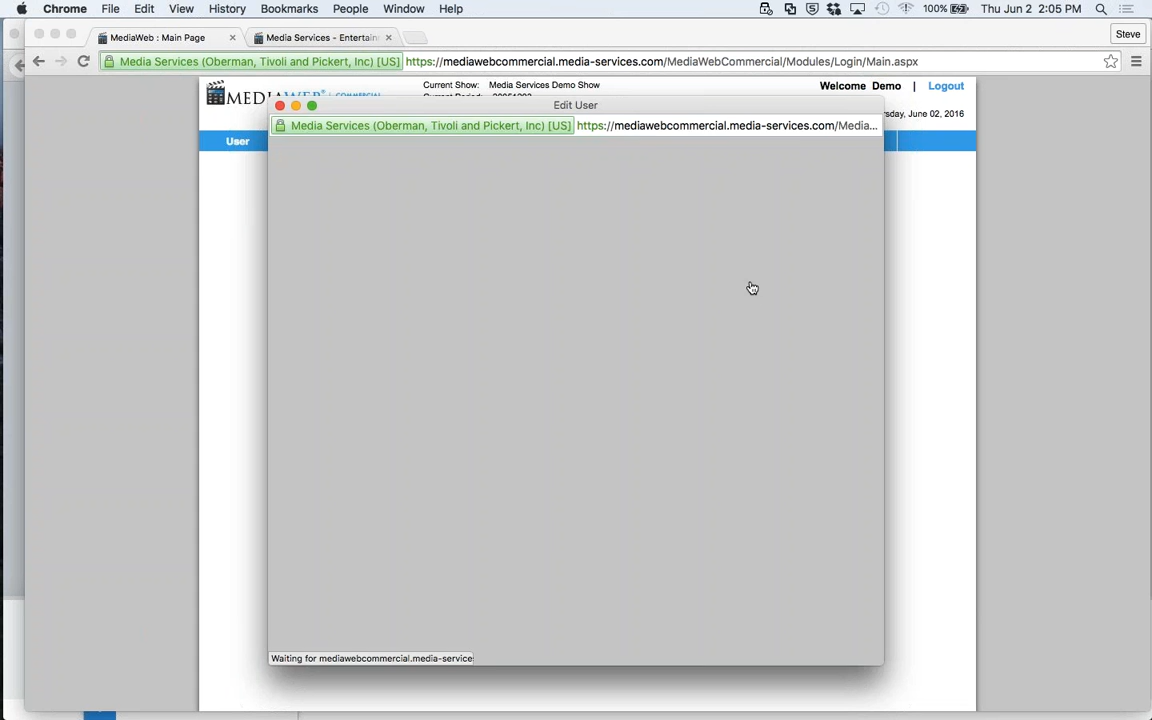 Chrome File Edit View History Bookmarks People Window Help 100% Thu Jun 2 2:05 PM
MediaWeb : Main Page Media Services - Entertain Steve
Media Services (Oberman, Tivoli and Pickert, Inc) [US] https://mediawebcommercial.media-services.com/MediaWebCommercial/Modules/Login/Main.aspx
MEDIAWEB® | COMMERCIAL Current Show: Media Services Demo Show Welcome Demo | Logout
Current Period:
Edit User
rsday, June 02, 2016
Media Services (Oberman, Tivoli and Pickert, Inc) [US] https://mediawebcommercial.media-services.com/Media...
User
Waiting for mediawebcommercial.media-service